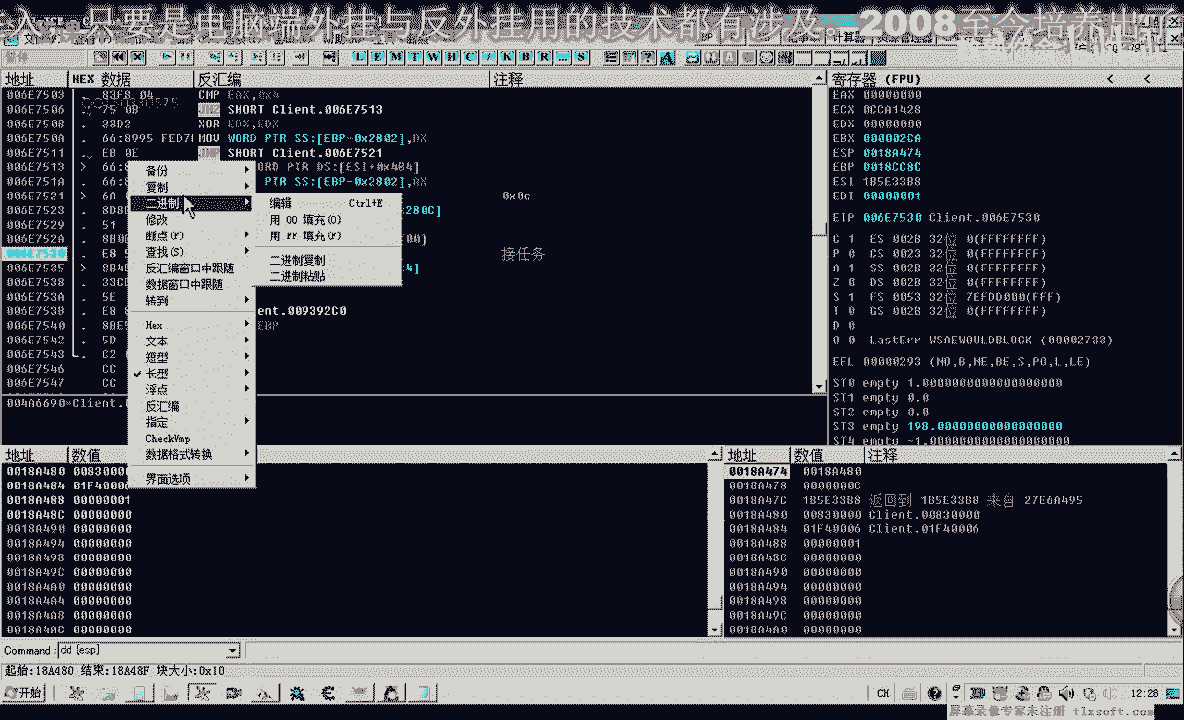 入。只要是电脑端外挂与反外挂用的技术都有涉及。2008至今培养出了
L E M T W H C / K B R ... S
地址 HEX 数据 反汇编 注释
006E7503 . 83F8 04 CMP EAX,0x4
006E7506 . 75 0B JNZ SHORT Client.006E7513
006E7508 . 33D2 XOR EDX,EDX
006E750A . 66:8995 FED7 MOV WORD PTR SS:[EBP-0x2802],DX
006E7511 . EB 0E JMP SHORT Client.006E7521
006E7513 > 66: ORD PTR DS:[ESI+0x484]
006E751A . 66: PTR SS:[EBP-0x2802],DX
006E7521 > 6A 0x0c
006E7523 . 8D8D 280C]
006E7529 . 51
006E752A . 8B0D 00]
006E7530 . E8 接任务
006E7535 > 8B4D 4]
006E7538 . 33CD
006E753A . 5E
006E753B . E8 ent.009392C0
006E7540 . 8BE5 EBP
006E7542 . 5D
006E7543 . C2
006E7546 CC
006E7547 CC
004A6690=Client.
备份
复制
二进制
修改
断点(P)
查找(S)
反汇编窗口中跟随
数据窗口中跟随
转到
Hex
文本
短型
长型
浮点
反汇编
指定
CheckVmp
数据格式转换
界面选项
编辑 Ctrl+E
用 00 填充(O)
用 FF 填充(F)
二进制复制
二进制粘贴
寄存器 (FPU) < <
EAX 00000000
ECX 0CCA1428
EDX 00000000
EBX 000002CA
ESP 0018A474
EBP 0018CC8C
ESI 1B5E33B8
EDI 00000001
EIP 006E7530 Client.006E7530
C 1 ES 002B 32位 0(FFFFFFFF)
P 0 CS 0023 32位 0(FFFFFFFF)
A 1 SS 002B 32位 0(FFFFFFFF)
Z 0 DS 002B 32位 0(FFFFFFFF)
S 1 FS 0053 32位 7EFDD000(FFF)
T 0 GS 002B 32位 0(FFFFFFFF)
D 0
O 0 LastErr WSAEWOULDBLOCK (00002733)
EFL 00000293 (NO,B,NE,BE,S,PO,L,LE)
ST0 empty 1.0000000000000000000
ST1 empty 0.0
ST2 empty 0.0
ST3 empty 198.00000000000000000
ST4 empty -1.0000000000000000000
地址 数值
0018A480 00830000
0018A484 01F40006
0018A488 00000001
0018A48C 00000000
0018A490 00000000
0018A494 00000000
0018A498 00000000
0018A49C 00000000
0018A4A0 00000000
0018A4A4 00000000
0018A4A8 00000000
0018A4AC 00000000
地址 数值 注释
0018A474 0018A480
0018A478 0000000C
0018A47C 1B5E33B8 返回到 1B5E33B8 来自 27E6A495
0018A480 00830000 Client.00830000
0018A484 01F40006 Client.01F40006
0018A488 00000001
0018A48C 00000000
0018A490 00000000
0018A494 00000000
0018A498 00000000
0018A49C 00000000
0018A4A0 00000000
Command: dd [esp]
起始:18A480 结束:18A48F 块大小:0x10
开始 CH 12:28
屏幕录像专家未注册 tlxsoft.com